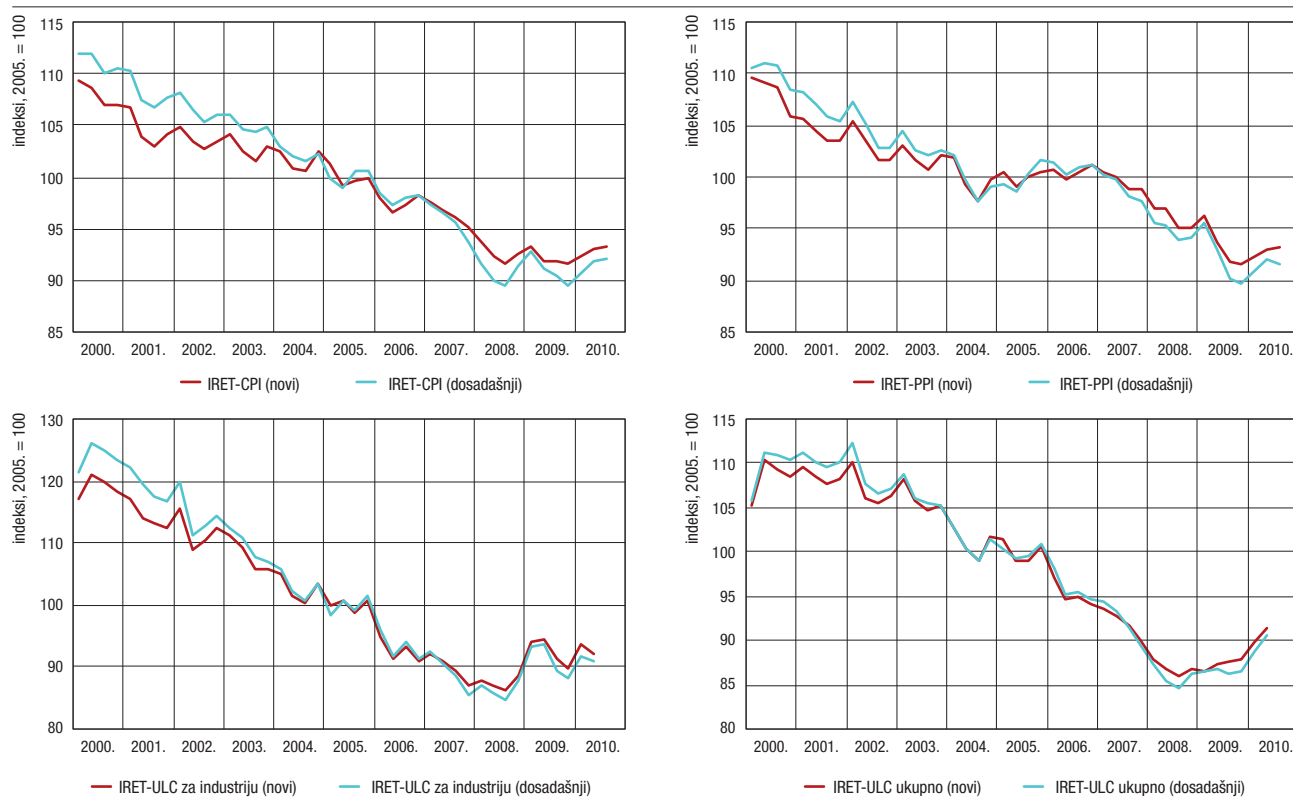 indeksi, 2005. = 100
115
110
105
100
95
90
85
2000. 2001. 2002. 2003. 2004. 2005. 2006. 2007. 2008. 2009. 2010.
IRET-CPI (novi) IRET-CPI (dosadašnji)
indeksi, 2005. = 100
115
110
105
100
95
90
85
2000. 2001. 2002. 2003. 2004. 2005. 2006. 2007. 2008. 2009. 2010.
IRET-PPI (novi) IRET-PPI (dosadašnji)
indeksi, 2005. = 100
130
120
110
100
90
80
2000. 2001. 2002. 2003. 2004. 2005. 2006. 2007. 2008. 2009. 2010.
IRET-ULC za industriju (novi) IRET-ULC za industriju (dosadašnji)
indeksi, 2005. = 100
115
110
105
100
95
90
85
80
2000. 2001. 2002. 2003. 2004. 2005. 2006. 2007. 2008. 2009. 2010.
IRET-ULC ukupno (novi) IRET-ULC ukupno (dosadašnji)